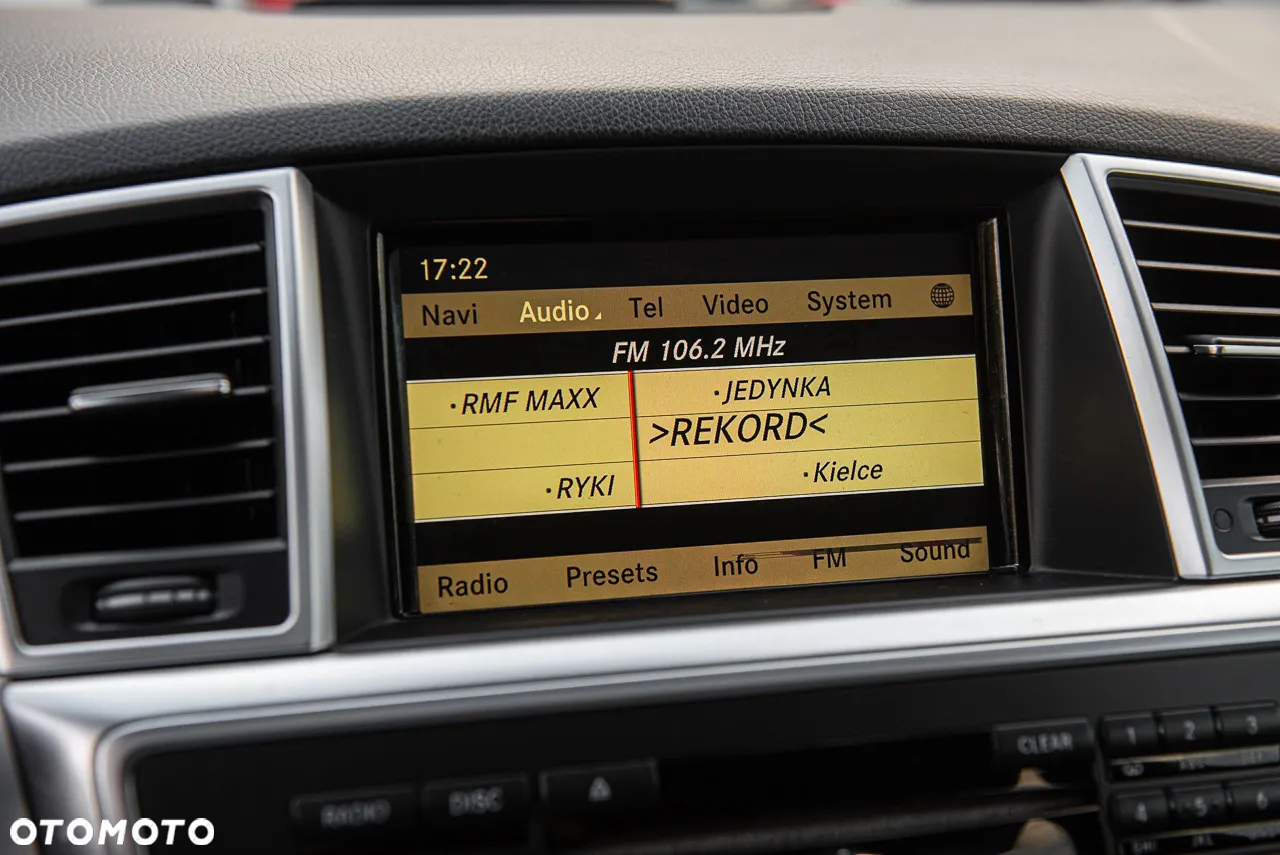 17:22
Navi Audio Tel Video System
FM 106.2 MHz
·RMF MAXX ·JEDYNKA
>REKORD<
·RYKI ·Kielce
Radio Presets Info FM Sound
CLEAR 1 2 3
RADIO DISC
4 5 6
OTOMOTO